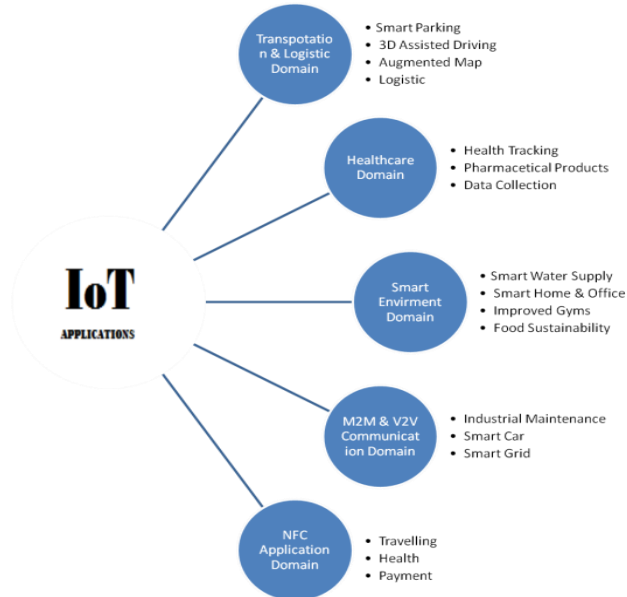 Transpotatio
n & Logistic
Domain
• Smart Parking
• 3D Assisted Driving
• Augmented Map
• Logistic
Healthcare
Domain
• Health Tracking
• Pharmacetical Products
• Data Collection
IoT
APPLICATIONS
Smart
Envirment
Domain
• Smart Water Supply
• Smart Home & Office
• Improved Gyms
• Food Sustainability
M2M & V2V
Communicat
ion Domain
• Industrial Maintenance
• Smart Car
• Smart Grid
NFC
Application
Domain
• Travelling
• Health
• Payment